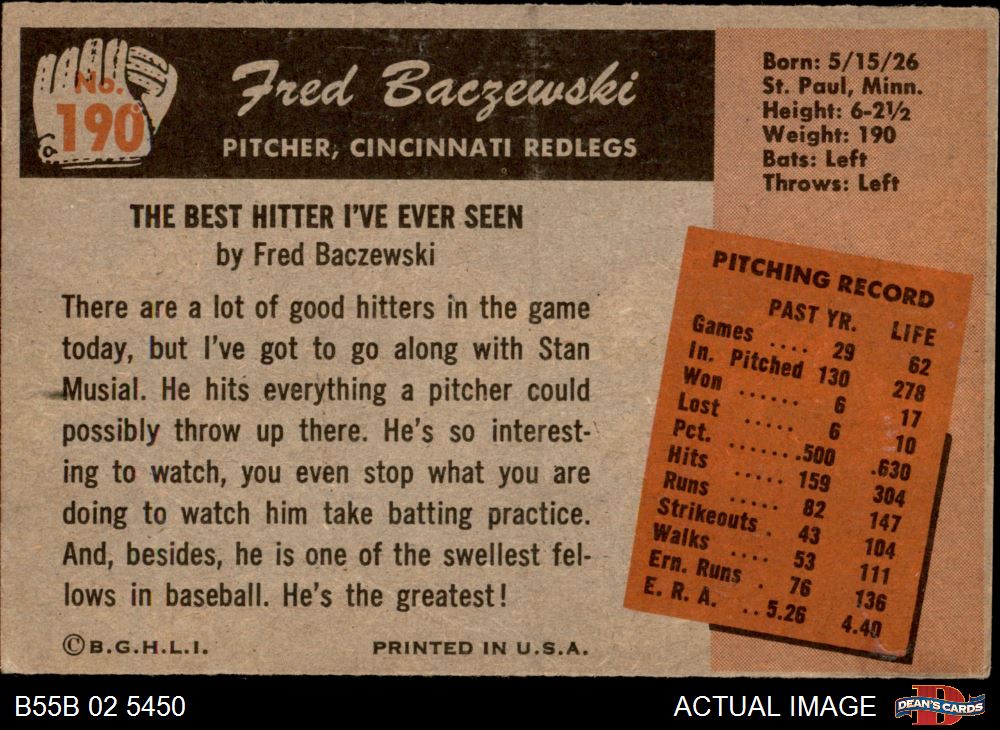 No.
190
Fred Baczewski
PITCHER, CINCINNATI REDLEGS
Born: 5/15/26
St. Paul, Minn.
Height: 6-2½
Weight: 190
Bats: Left
Throws: Left
THE BEST HITTER I'VE EVER SEEN
by Fred Baczewski
There are a lot of good hitters in the game
today, but I've got to go along with Stan
Musial. He hits everything a pitcher could
possibly throw up there. He's so interest-
ing to watch, you even stop what you are
doing to watch him take batting practice.
And, besides, he is one of the swellest fel-
lows in baseball. He's the greatest!
©B.G.H.L.I. PRINTED IN U.S.A.
PITCHING RECORD
PAST YR. LIFE
Games .... 29 62
In. Pitched 130 278
Won ...... 6 17
Lost ..... 6 10
Pct. .......500 .630
Hits ..... 159 304
Runs ..... 82 147
Strikeouts . 43 104
Walks .... 53 111
Ern. Runs . 76 136
E. R. A. ..5.26 4.40
B55B 02 5450 ACTUAL IMAGE DEAN'S CARDS